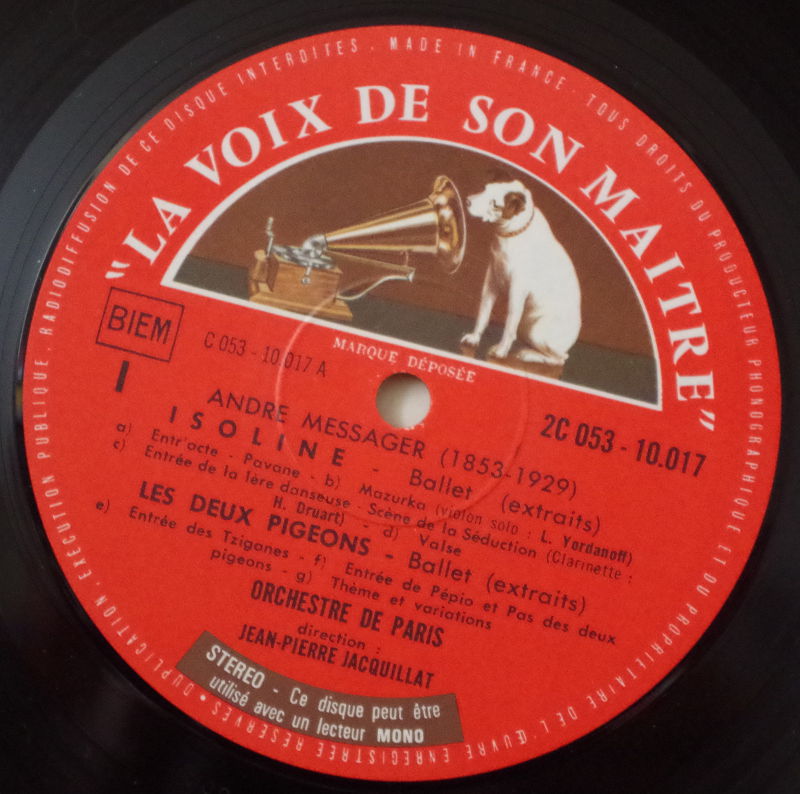 DUPLICATION, EXÉCUTION PUBLIQUE, RADIODIFFUSION DE CE DISQUE INTERDITES . MADE IN FRANCE . TOUS DROITS DU PRODUCTEUR PHONOGRAPHIQUE ET DU PROPRIETAIRE DE L'ŒUVRE ENREGISTREE RESERVES •
"LA VOIX DE SON MAITRE"
MARQUE DÉPOSÉE
BIEM
C 053 - 10.017 A
I
2C 053 - 10.017
ANDRE MESSAGER (1853-1929)
ISOLINE - Ballet (extraits)
a) Entr'acte - Pavane - b) Mazurka (violon solo : L. Yordanoff)
c) Entrée de la 1ère danseuse - Scène de la Séduction (Clarinette :
H. Druart) - d) Valse
LES DEUX PIGEONS - Ballet (extraits)
e) Entrée des Tziganes - f) Entrée de Pépio et Pas des deux
pigeons - g) Thème et variations
ORCHESTRE DE PARIS
direction :
JEAN-PIERRE JACQUILLAT
STEREO - Ce disque peut être
utilisé avec un lecteur MONO